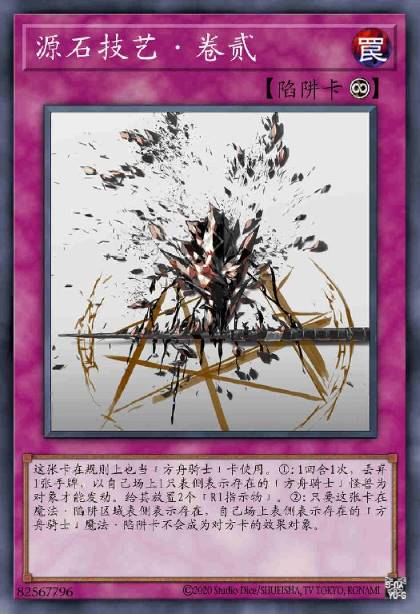 源石技艺·卷贰
罠
【陷阱卡 】
这张卡在规则上也当「方舟骑士」卡使用。①：1回合1次，丢弃
1张手牌，以自己场上1只表侧表示存在的「方舟骑士」怪兽为
对象才能发动。给其放置2个「R1指示物」。②：只要这张卡在
魔法·陷阱区域表侧表示存在，自己场上表侧表示存在的「方
舟骑士」魔法·陷阱卡不会成为对方卡的效果对象。
82567796
©2020 Studio Dice/SHUEISHA, TV TOKYO, KONAMI